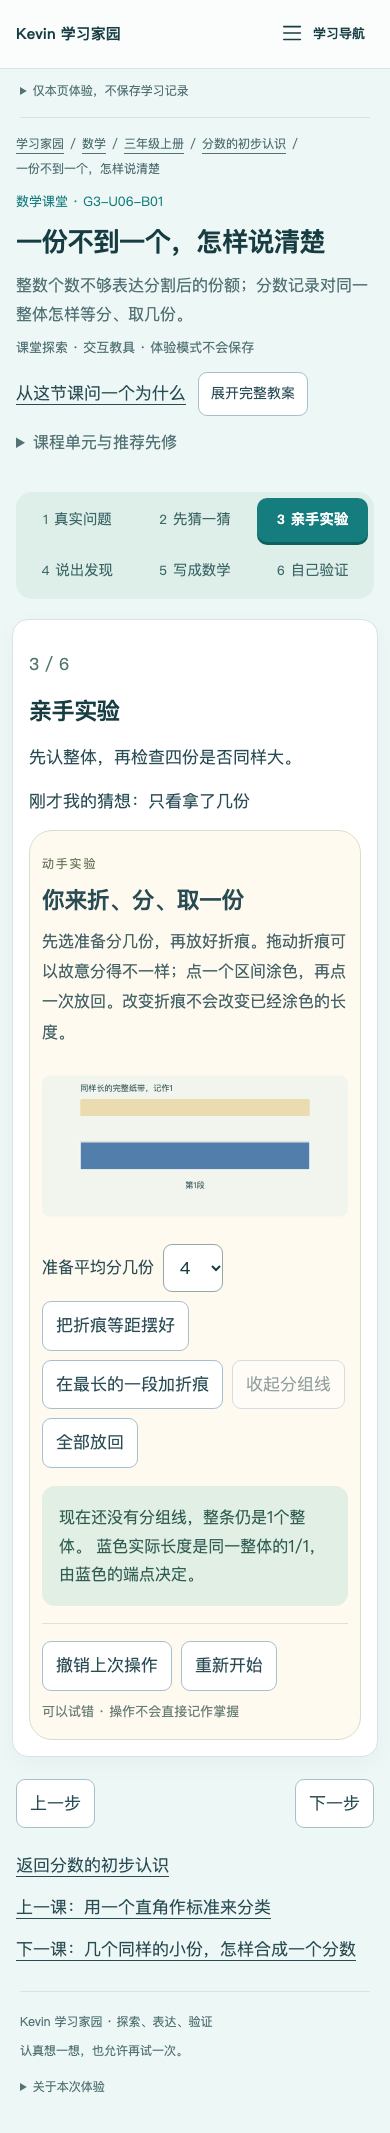 Kevin 学习家园
学习导航
仅本页体验，不保存学习记录
学习家园 / 数学 / 三年级上册 / 分数的初步认识 /
一份不到一个，怎样说清楚
数学课堂 · G3-U06-B01
一份不到一个，怎样说清楚
整数个数不够表达分割后的份额；分数记录对同一
整体怎样等分、取几份。
课堂探索 · 交互教具 · 体验模式不会保存
从这节课问一个为什么
展开完整教案
课程单元与推荐先修
1 真实问题
2 先猜一猜
3 亲手实验
4 说出发现
5 写成数学
6 自己验证
3 / 6
亲手实验
先认整体，再检查四份是否同样大。
刚才我的猜想：只看拿了几份
动手实验
你来折、分、取一份
先选准备分几份，再放好折痕。拖动折痕可
以故意分得不一样；点一个区间涂色，再点
一次放回。改变折痕不会改变已经涂色的长
度。
同样长的完整纸带，记作1
第1段
准备平均分几份
4
把折痕等距摆好
在最长的一段加折痕
收起分组线
全部放回
现在还没有分组线，整条仍是1个整
体。 蓝色实际长度是同一整体的1/1，
由蓝色的端点决定。
撤销上次操作
重新开始
可以试错 · 操作不会直接记作掌握
上一步
下一步
返回分数的初步认识
上一课：用一个直角作标准来分类
下一课：几个同样的小份，怎样合成一个分数
Kevin 学习家园 · 探索、表达、验证
认真想一想，也允许再试一次。
关于本次体验